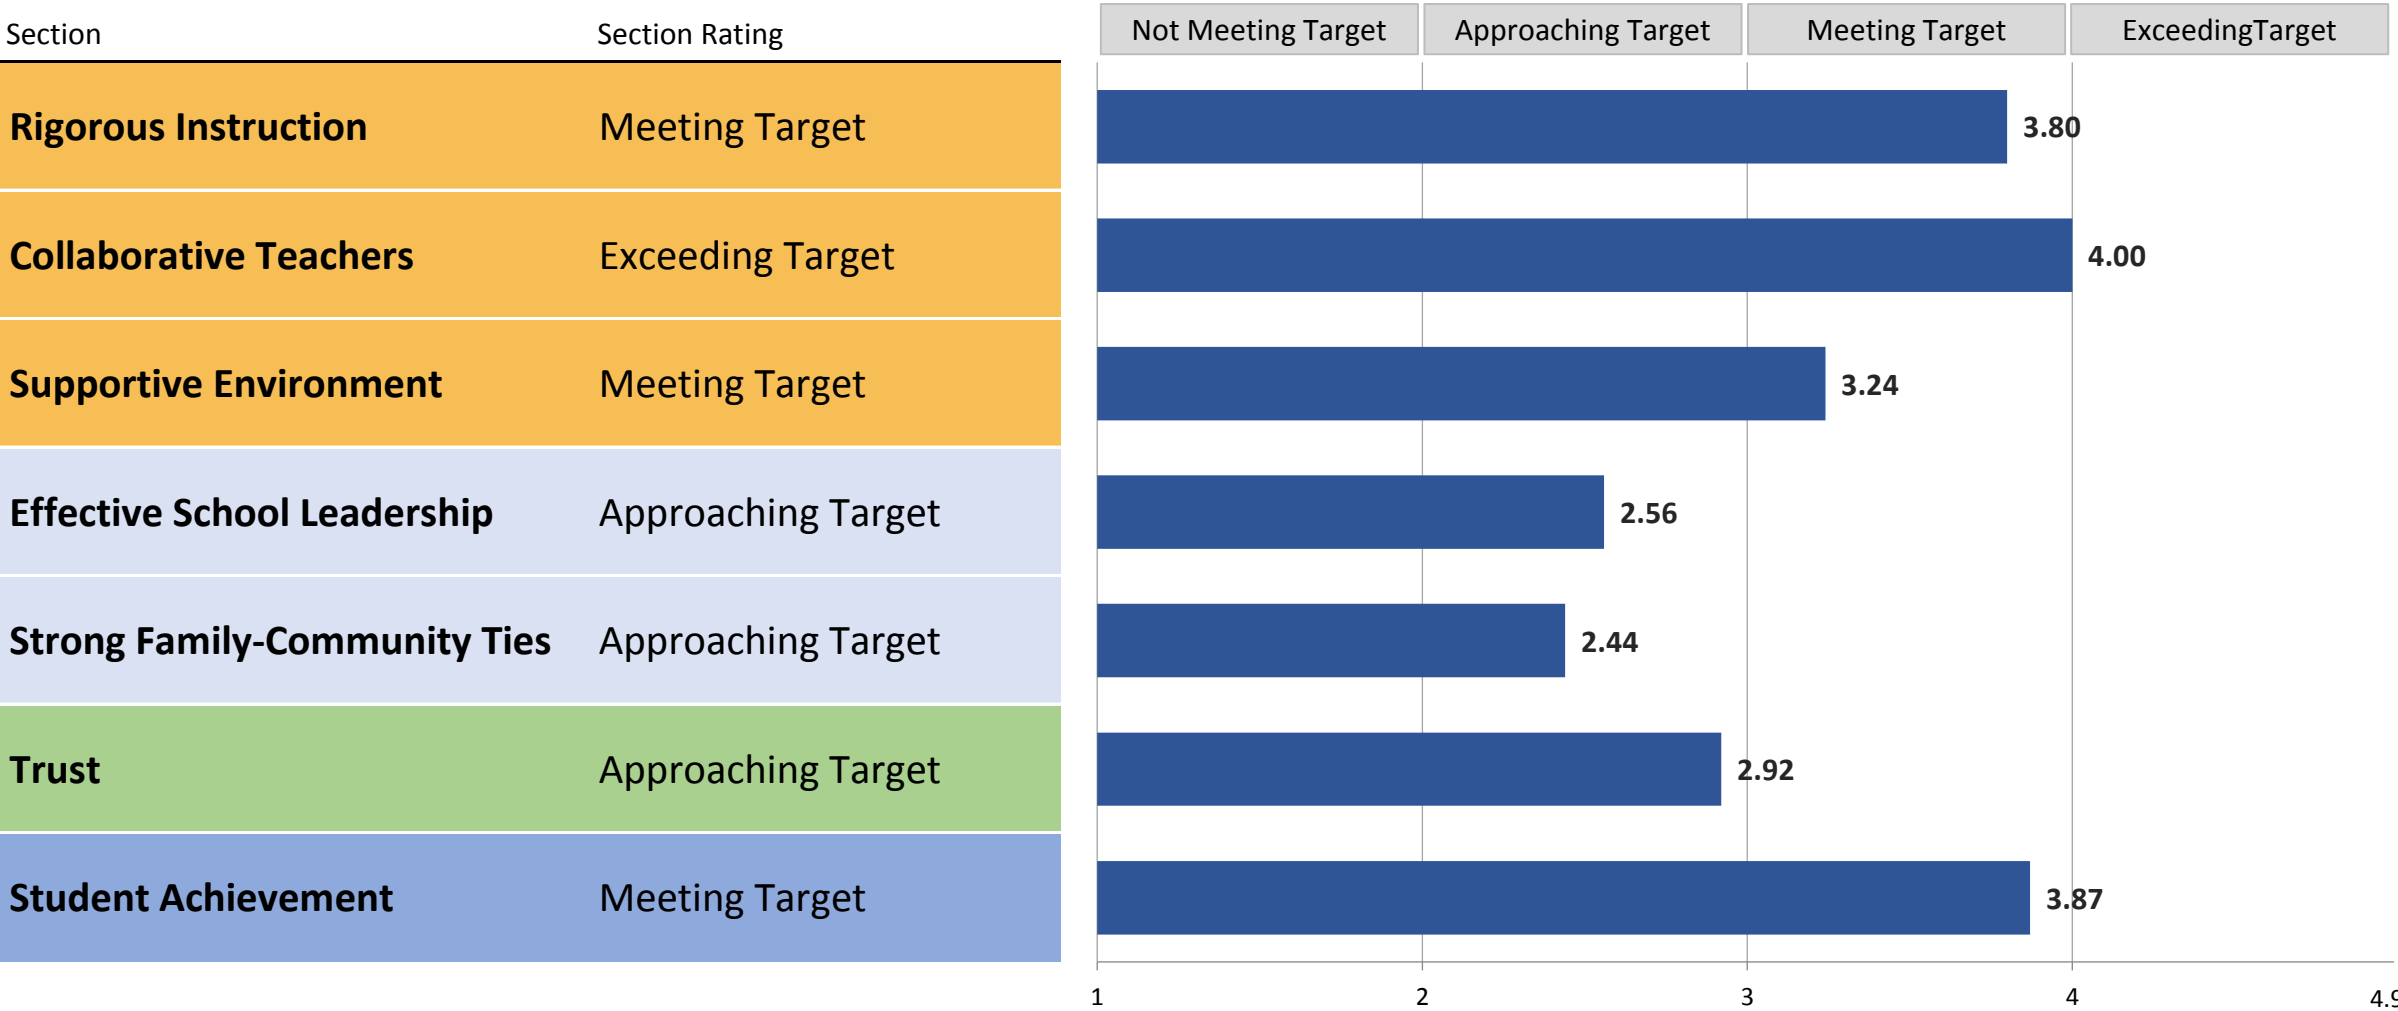 Section Section Rating Not Meeting Target Approaching Target Meeting Target ExceedingTarget
Rigorous Instruction Meeting Target 3.80
Collaborative Teachers Exceeding Target 4.00
Supportive Environment Meeting Target 3.24
Effective School Leadership Approaching Target 2.56
Strong Family-Community Ties Approaching Target 2.44
Trust Approaching Target 2.92
Student Achievement Meeting Target 3.87
1 2 3 4